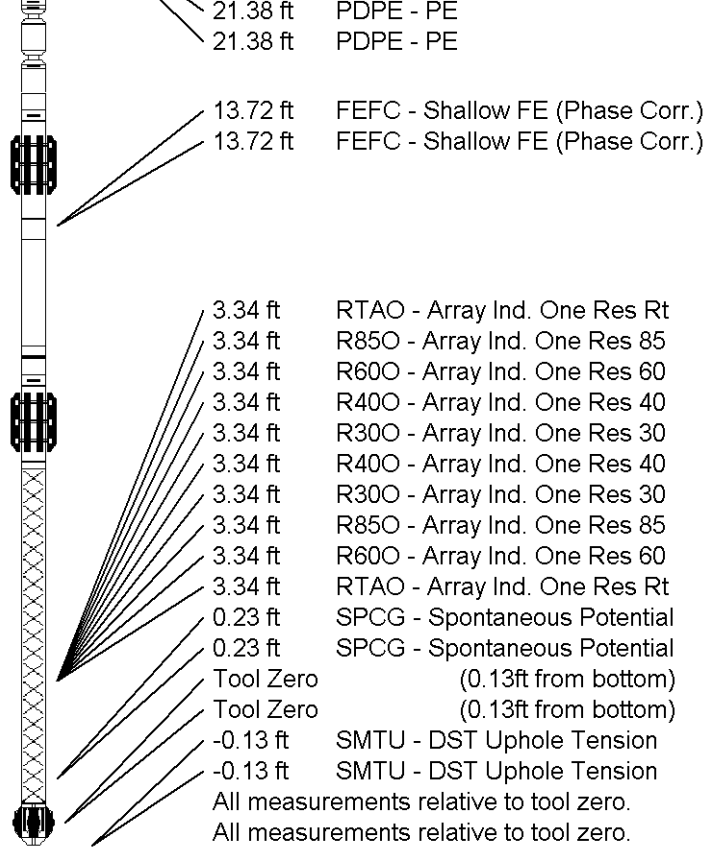 21.38 ft PDPE - PE
21.38 ft PDPE - PE
13.72 ft FEFC - Shallow FE (Phase Corr.)
13.72 ft FEFC - Shallow FE (Phase Corr.)
3.34 ft RTAO - Array Ind. One Res Rt
3.34 ft R85O - Array Ind. One Res 85
3.34 ft R60O - Array Ind. One Res 60
3.34 ft R40O - Array Ind. One Res 40
3.34 ft R30O - Array Ind. One Res 30
3.34 ft R40O - Array Ind. One Res 40
3.34 ft R30O - Array Ind. One Res 30
3.34 ft R85O - Array Ind. One Res 85
3.34 ft R60O - Array Ind. One Res 60
3.34 ft RTAO - Array Ind. One Res Rt
0.23 ft SPCG - Spontaneous Potential
0.23 ft SPCG - Spontaneous Potential
Tool Zero (0.13ft from bottom)
Tool Zero (0.13ft from bottom)
-0.13 ft SMTU - DST Uphole Tension
-0.13 ft SMTU - DST Uphole Tension
All measurements relative to tool zero.
All measurements relative to tool zero.